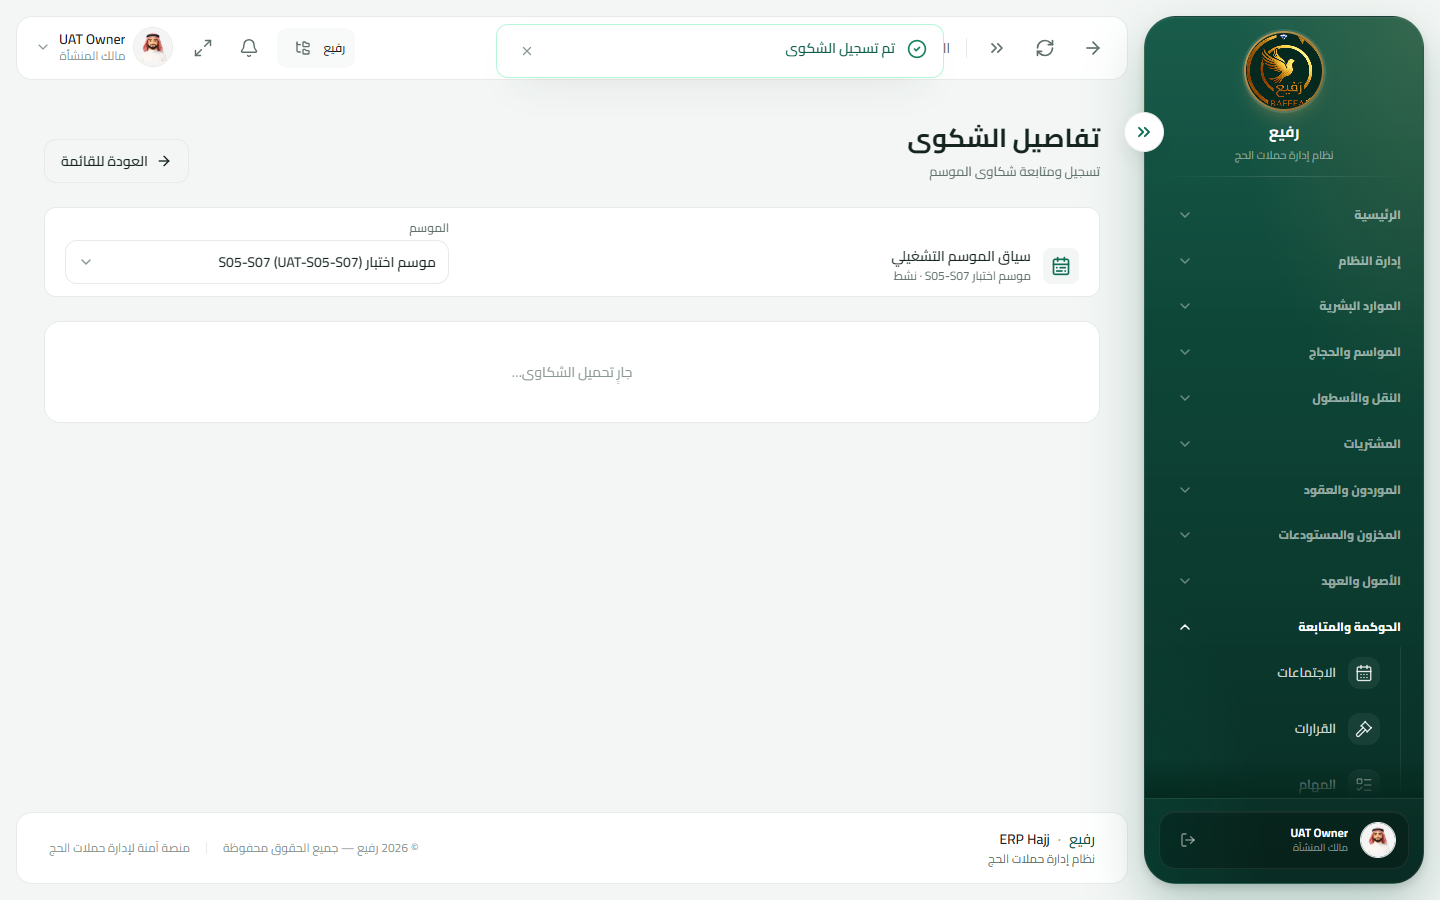 رفيع
RAFEEA
رفيع
نظام إدارة حملات الحج
الرئيسية
إدارة النظام
الموارد البشرية
المواسم والحجاج
النقل والأسطول
المشتريات
الموردون والعقود
المخزون والمستودعات
الأصول والعهد
الحوكمة والمتابعة
الاجتماعات
القرارات
المهام
UAT Owner
مالك المنشأة
تم تسجيل الشكوى
رفيع
UAT Owner
مالك المنشأة
تفاصيل الشكوى
تسجيل ومتابعة شكاوى الموسم
العودة للقائمة
سياق الموسم التشغيلي
موسم اختبار S05-S07 · نشط
الموسم
موسم اختبار S05-S07 (UAT-S05-S07)
جارٍ تحميل الشكاوى...
رفيع · ERP Hajj
نظام إدارة حملات الحج
© 2026 رفيع — جميع الحقوق محفوظة
منصة آمنة لإدارة حملات الحج